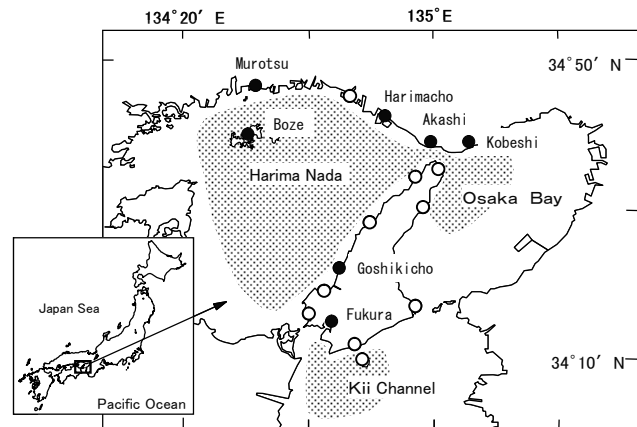 134°20′ E
135°E
Murotsu
34°50′ N
Harimacho
Akashi
Boze
Kobeshi
Harima Nada
Osaka Bay
Goshikicho
Japan Sea
Fukura
34°10′ N
Kii Channel
Pacific Ocean